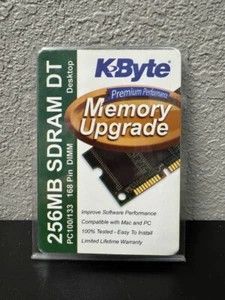 K-Byte
Premium Performance
Memory
Upgrade
256MB SDRAM DT
Desktop
PC100/133 168 Pin DIMM
Improve Software Performance
Compatible with Mac and PC
100% Tested - Easy To Install
Limited Lifetime Warranty